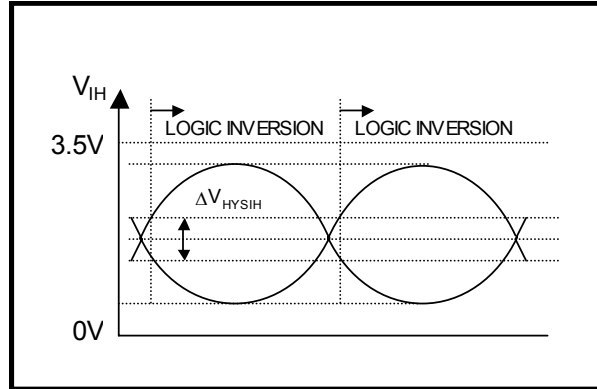 V_IH
LOGIC INVERSION LOGIC INVERSION
3.5V
ΔV_HYSIH
0V